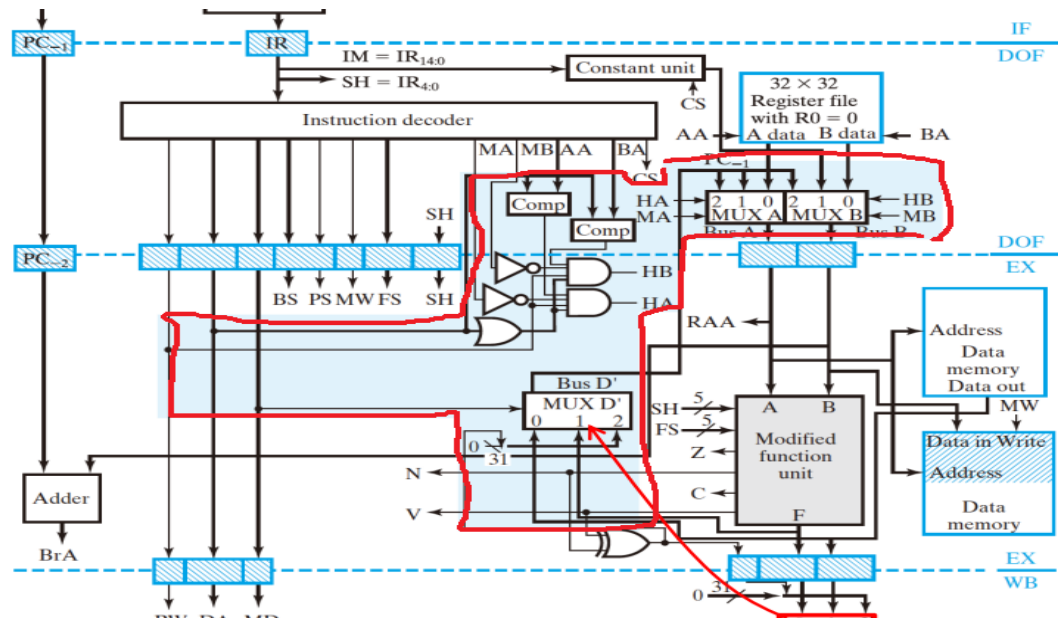 PC₋₁
IR
IF
DOF
IM = IR₁₄:₀
SH = IR₄:₀
Constant unit
CS
32 × 32
Register file
with R0 = 0
A data B data
AA
BA
Instruction decoder
MA MB AA BA
CS
PC₋₁
Comp
Comp
HA
MA
2 1 0 2 1 0
MUX A MUX B
HB
MB
Bus A
SH
DOF
EX
PC₋₂
BS PS MW FS SH
HB
HA
RAA
Address
Data
memory
Data out
MW
Bus D'
MUX D'
0 1 2
0 31
SH 5
FS 5
A B
Modified
function
unit
F
Z
C
N
V
Data in Write
Address
Data
memory
Adder
BrA
EX
WB
0 31